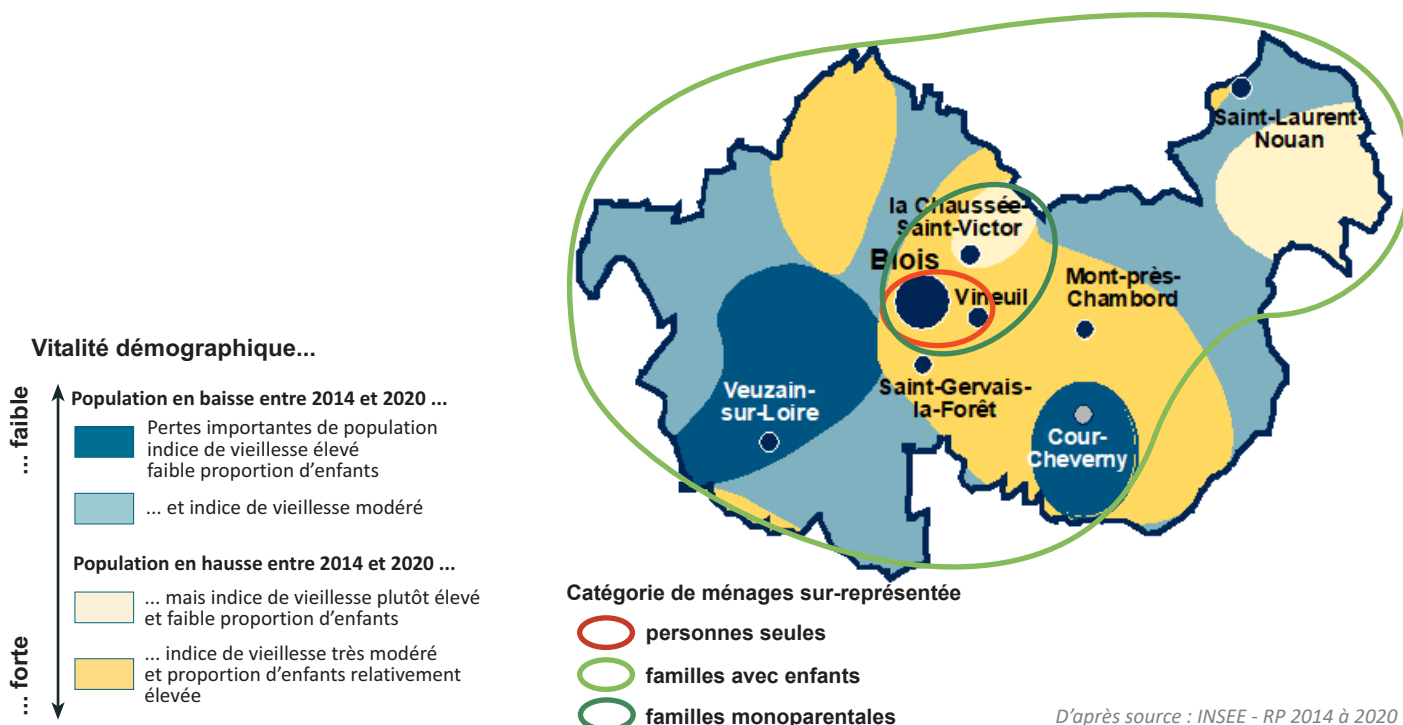 Saint-Laurent-
Nouan
la Chaussée-
Saint-Victor
Blois
Vineuil
Mont-près-
Chambord
Veuzain-
sur-Loire
Saint-Gervais-
la-Forêt
Cour-
Cheverny
Vitalité démographique...
... faible
... forte
Population en baisse entre 2014 et 2020 ...
Pertes importantes de population
indice de vieillesse élevé
faible proportion d’enfants
... et indice de vieillesse modéré
Population en hausse entre 2014 et 2020 ...
... mais indice de vieillesse plutôt élevé
et faible proportion d’enfants
... indice de vieillesse très modéré
et proportion d’enfants relativement
élevée
Catégorie de ménages sur-représentée
personnes seules
familles avec enfants
familles monoparentales
D’après source : INSEE - RP 2014 à 2020